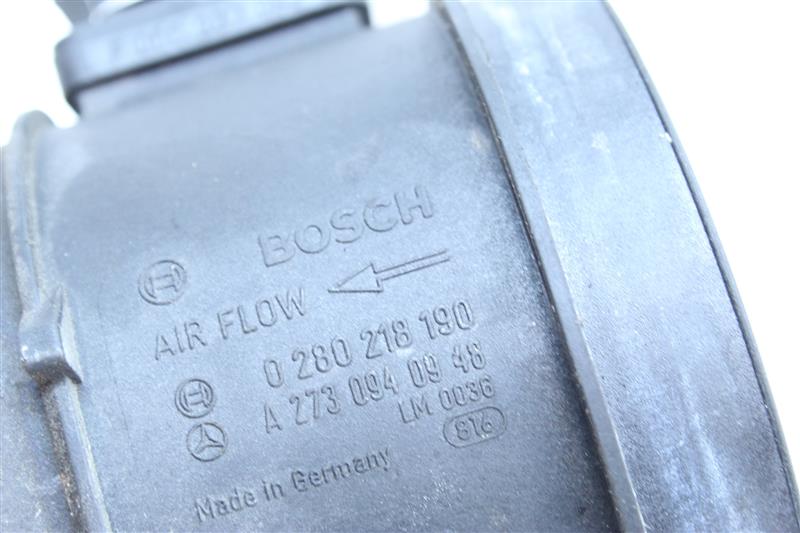 BOSCH
AIR FLOW
0 280 218 190
A 273 094 09 48
LM 0036
816
Made in Germany